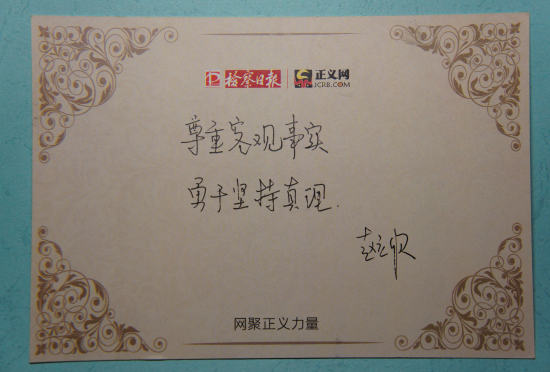 检察日报 正义网
JCRB.COM
尊重客观事实
勇于坚持真理.
网聚正义力量